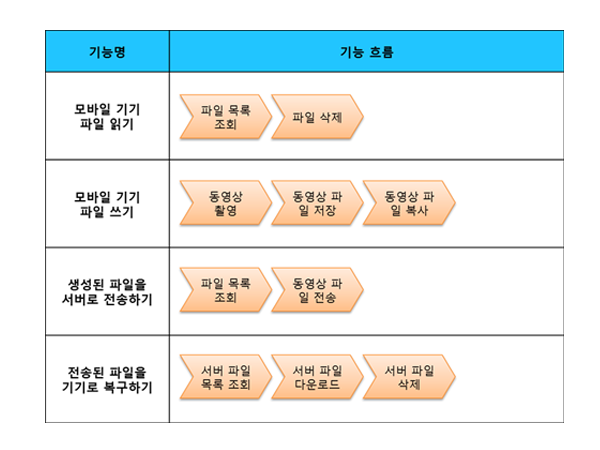 기능명
기능 흐름
모바일 기기
파일 읽기
파일 목록
조회
파일 삭제
모바일 기기
파일 쓰기
동영상
촬영
동영상 파
일 저장
동영상 파
일 복사
생성된 파일을
서버로 전송하기
파일 목록
조회
동영상 파
일 전송
전송된 파일을
기기로 복구하기
서버 파일
목록 조회
서버 파일
다운로드
서버 파일
삭제